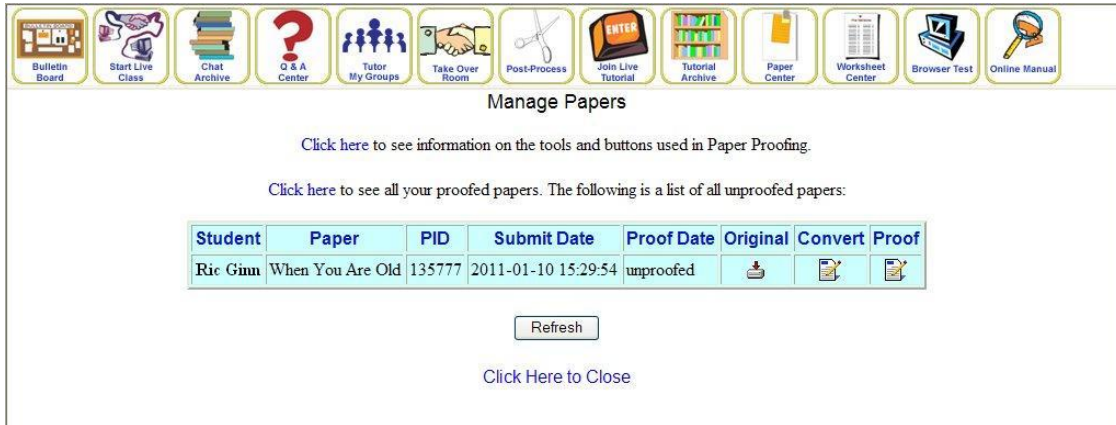 BULLETIN BOARD
ENTER
Bulletin Board
Start Live Class
Chat Archive
Q & A Center
Tutor My Groups
Take Over Room
Post-Process
Join Live Tutorial
Tutorial Archive
Paper Center
Worksheet Center
Browser Test
Online Manual
Manage Papers
Click here to see information on the tools and buttons used in Paper Proofing.
Click here to see all your proofed papers. The following is a list of all unproofed papers:
Student Paper PID Submit Date Proof Date Original Convert Proof
Ric Ginn When You Are Old 135777 2011-01-10 15:29:54 unproofed
Refresh
Click Here to Close